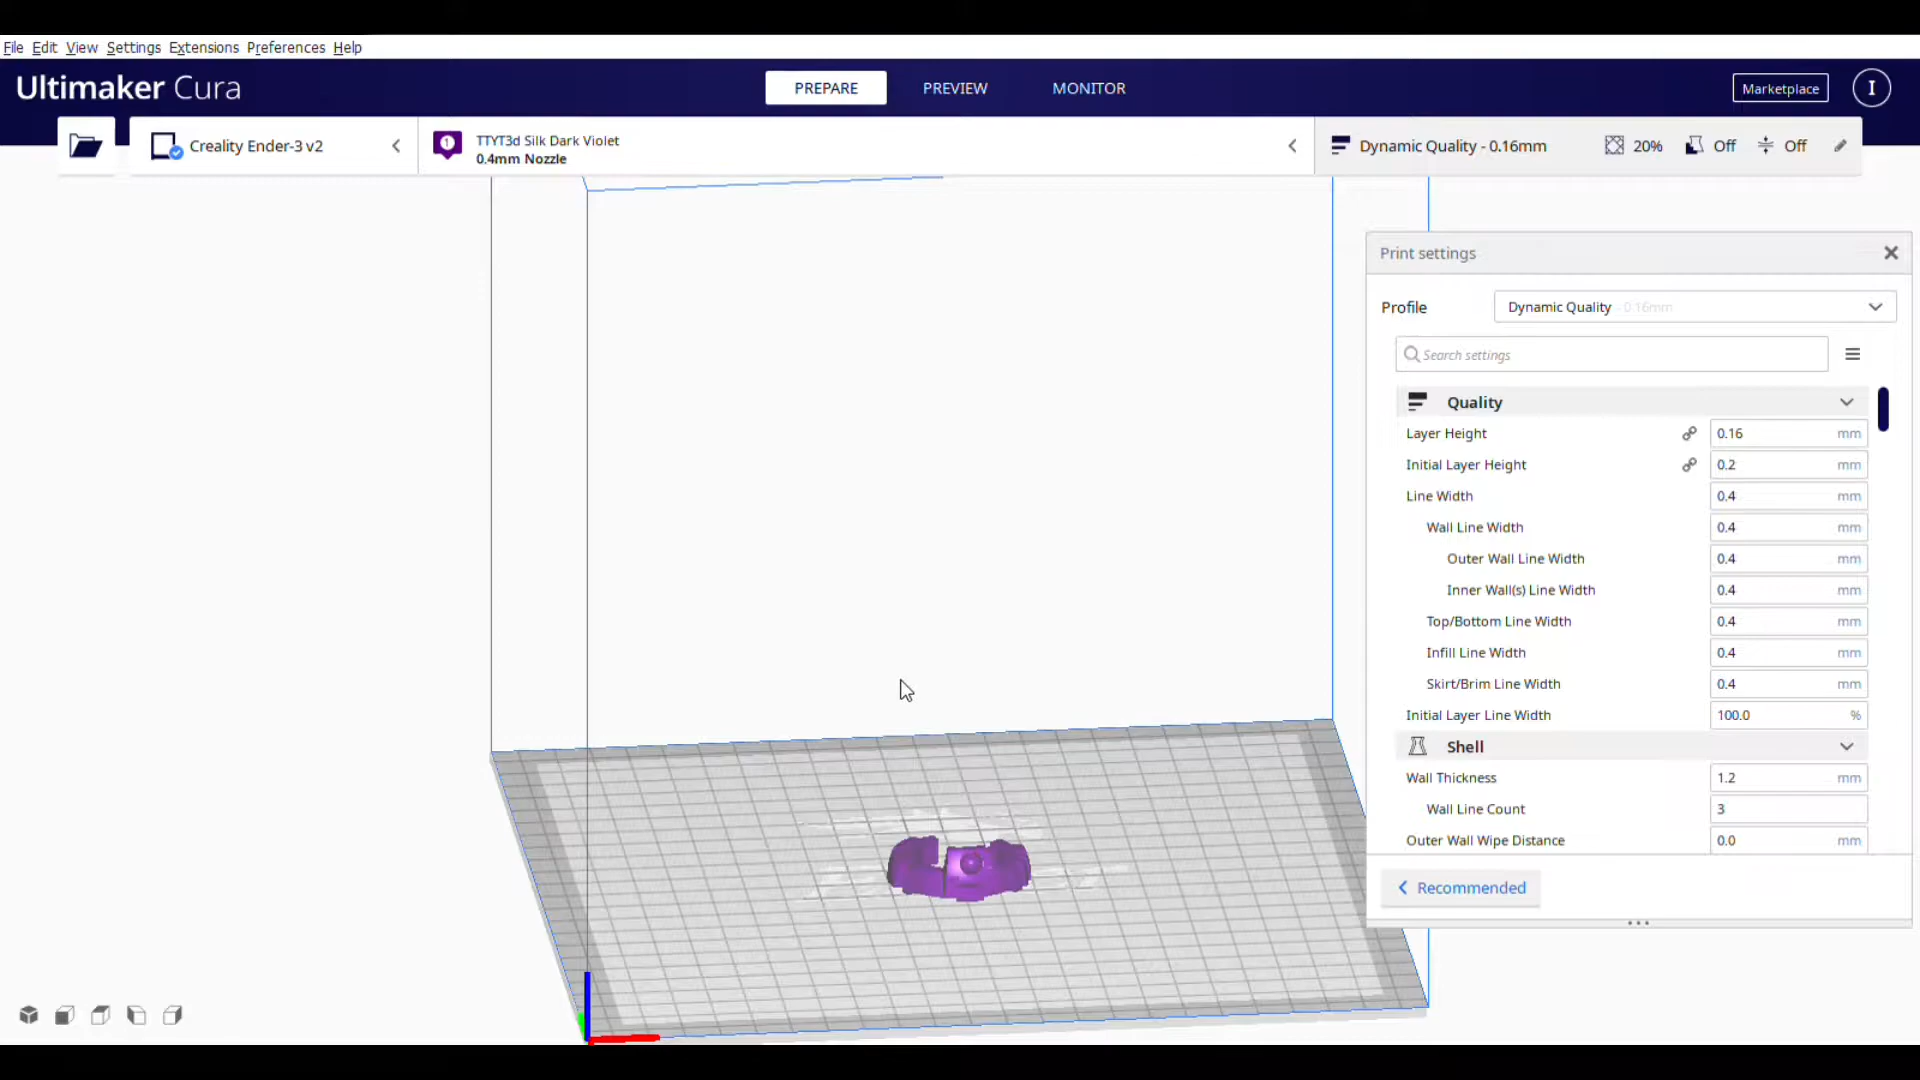 File Edit View Settings Extensions Preferences Help
Ultimaker Cura
PREPARE PREVIEW MONITOR
Marketplace I
Creality Ender-3 v2
1 TTYT3d Silk Dark Violet
0.4mm Nozzle
Dynamic Quality - 0.16mm 20% Off Off
Print settings
Profile Dynamic Quality - 0.16mm
Search settings
Quality
Layer Height 0.16 mm
Initial Layer Height 0.2 mm
Line Width 0.4 mm
Wall Line Width 0.4 mm
Outer Wall Line Width 0.4 mm
Inner Wall(s) Line Width 0.4 mm
Top/Bottom Line Width 0.4 mm
Infill Line Width 0.4 mm
Skirt/Brim Line Width 0.4 mm
Initial Layer Line Width 100.0 %
Shell
Wall Thickness 1.2 mm
Wall Line Count 3
Outer Wall Wipe Distance 0.0 mm
Recommended